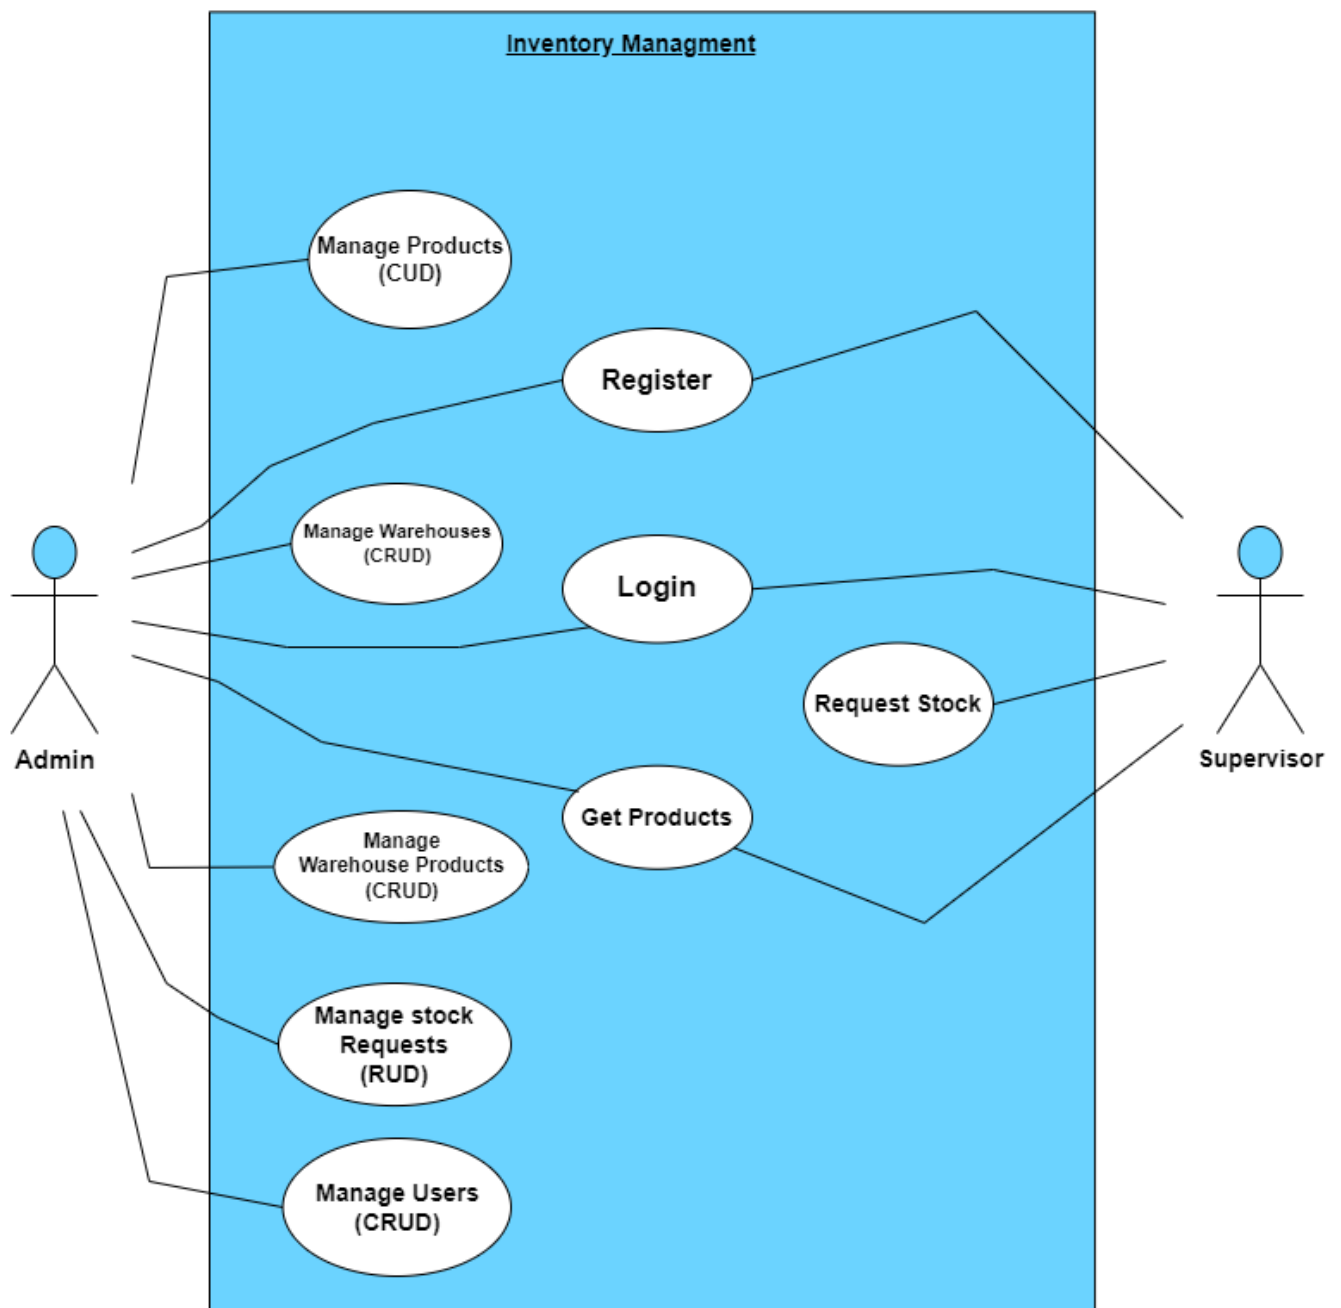 Inventory Managment
Manage Products
(CUD)
Register
Manage Warehouses
(CRUD)
Login
Request Stock
Admin
Supervisor
Get Products
Manage
Warehouse Products
(CRUD)
Manage stock
Requests
(RUD)
Manage Users
(CRUD)